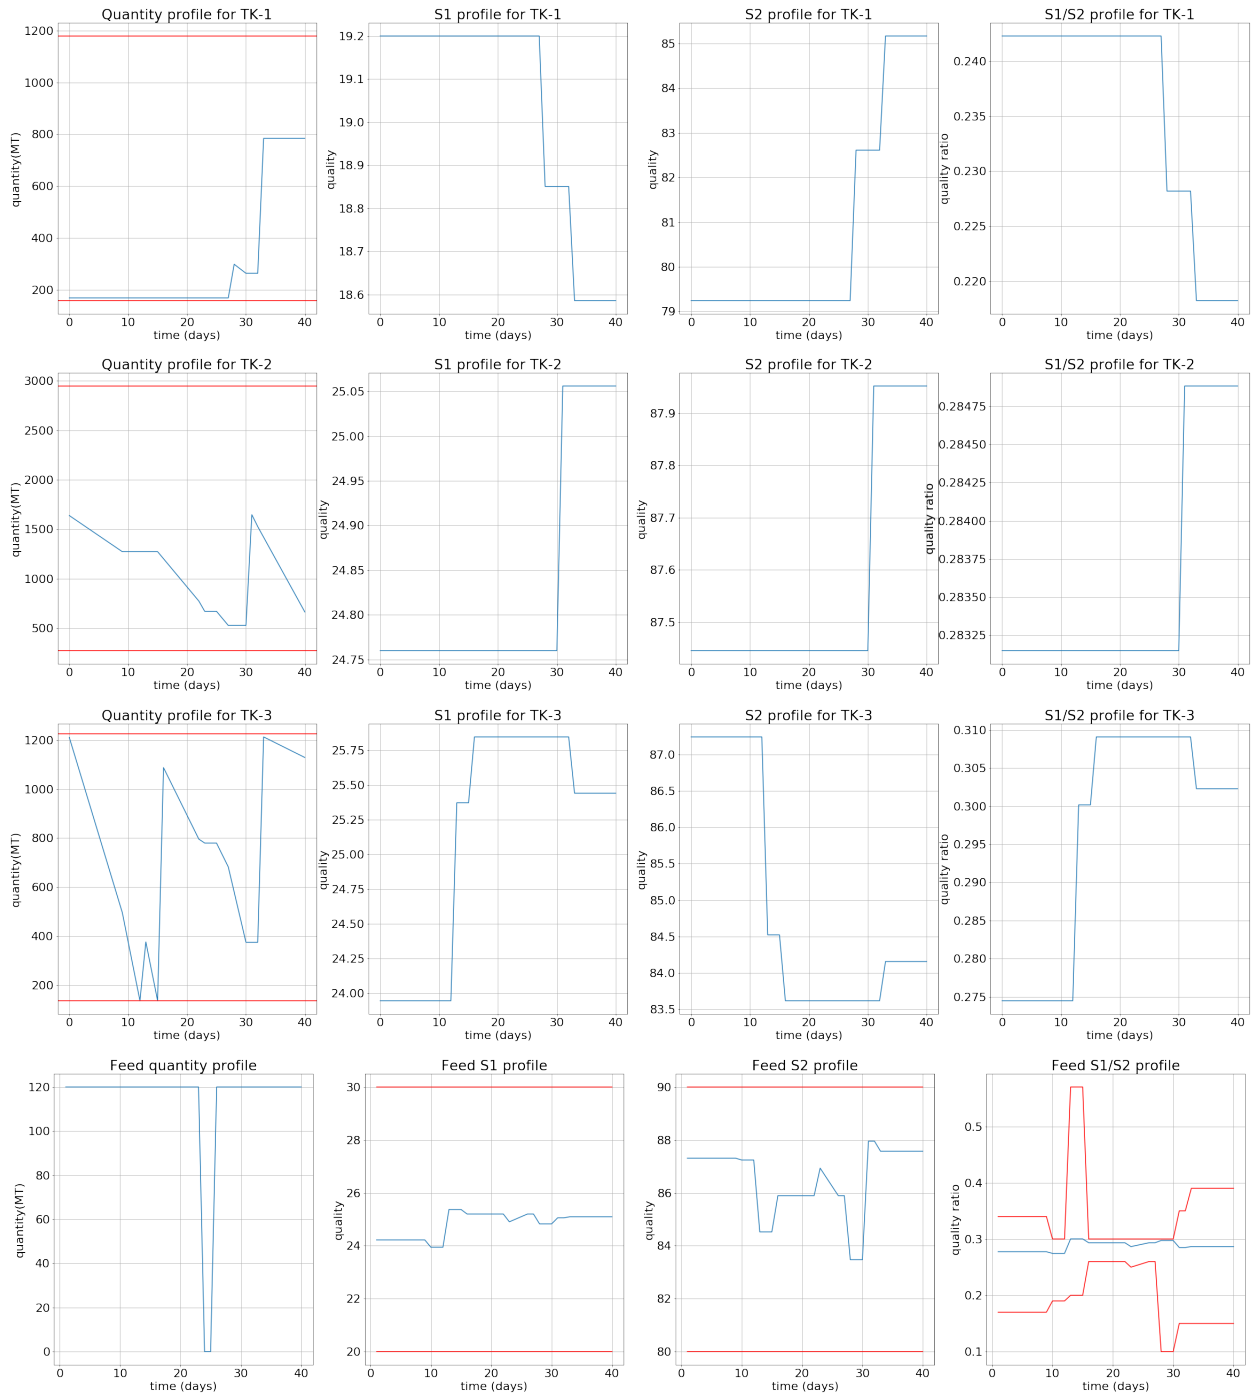 Quantity profile for TK-1
S1 profile for TK-1
S2 profile for TK-1
S1/S2 profile for TK-1
quantity(MT)
1200
1000
800
600
400
200
0 10 20 30 40
time (days)
quality
19.2
19.1
19.0
18.9
18.8
18.7
18.6
0 10 20 30 40
time (days)
quality
85
84
83
82
81
80
79
0 10 20 30 40
time (days)
quality ratio
0.240
0.235
0.230
0.225
0.220
0 10 20 30 40
time (days)
Quantity profile for TK-2
S1 profile for TK-2
S2 profile for TK-2
S1/S2 profile for TK-2
quantity(MT)
3000
2500
2000
1500
1000
500
0 10 20 30 40
time (days)
quality
25.05
25.00
24.95
24.90
24.85
24.80
24.75
0 10 20 30 40
time (days)
quality
87.9
87.8
87.7
87.6
87.5
0 10 20 30 40
time (days)
quality ratio
0.28475
0.28450
0.28425
0.28400
0.28375
0.28350
0.28325
0 10 20 30 40
time (days)
Quantity profile for TK-3
S1 profile for TK-3
S2 profile for TK-3
S1/S2 profile for TK-3
quantity(MT)
1200
1000
800
600
400
200
0 10 20 30 40
time (days)
quality
25.75
25.50
25.25
25.00
24.75
24.50
24.25
24.00
0 10 20 30 40
time (days)
quality
87.0
86.5
86.0
85.5
85.0
84.5
84.0
83.5
0 10 20 30 40
time (days)
quality ratio
0.310
0.305
0.300
0.295
0.290
0.285
0.280
0.275
0 10 20 30 40
time (days)
Feed quantity profile
Feed S1 profile
Feed S2 profile
Feed S1/S2 profile
quantity(MT)
120
100
80
60
40
20
0
0 10 20 30 40
time (days)
quality
30
28
26
24
22
20
0 10 20 30 40
time (days)
quality
90
88
86
84
82
80
0 10 20 30 40
time (days)
quality ratio
0.5
0.4
0.3
0.2
0.1
0 10 20 30 40
time (days)